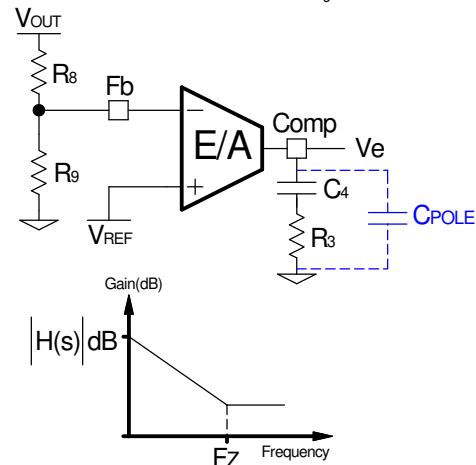 VOUT
R8
Fb
−
E/A
Comp
Ve
R9
+
C4
CPOLE
VREF
R3
Gain(dB)
|H(s)|dB
FZ
Frequency